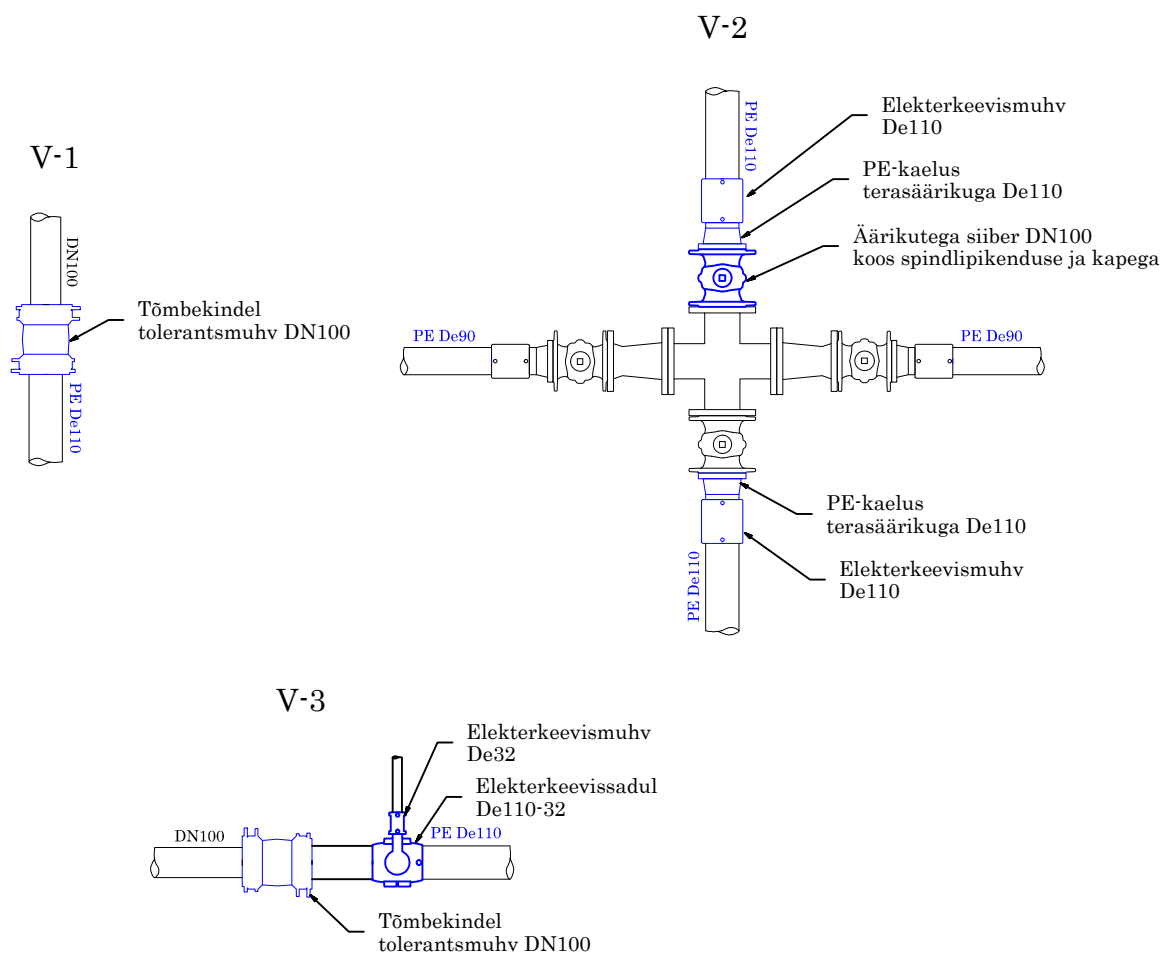 V-2
Elekterkeevismuhv
De110
PE De110
PE-kaelus
terasäärikuga De110
Äärikutega siiber DN100
koos spindlipikenduse ja kapega
PE De90
PE De90
PE-kaelus
terasäärikuga De110
Elekterkeevismuhv
De110
PE De110
V-1
DN100
Tõmbekindel
tolerantsmuhv DN100
PE De110
V-3
Elekterkeevismuhv
De32
Elekterkeevissadul
De110-32
DN100
PE De110
Tõmbekindel
tolerantsmuhv DN100